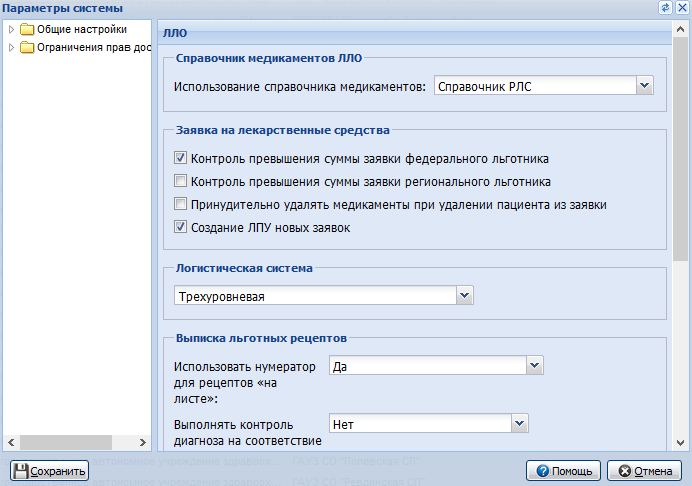 Параметры системы
Общие настройки
Ограничения прав дос
ЛЛО
Справочник медикаментов ЛЛО
Использование справочника медикаментов: Справочник РЛС
Заявка на лекарственные средства
Контроль превышения суммы заявки федерального льготника
Контроль превышения суммы заявки регионального льготника
Принудительно удалять медикаменты при удалении пациента из заявки
Создание ЛПУ новых заявок
Логистическая система
Трехуровневая
Выписка льготных рецептов
Использовать нумератор Да
для рецептов «на
листе»:
Выполнять контроль Нет
диагноза на соответствие
Сохранить
Помощь
Отмена